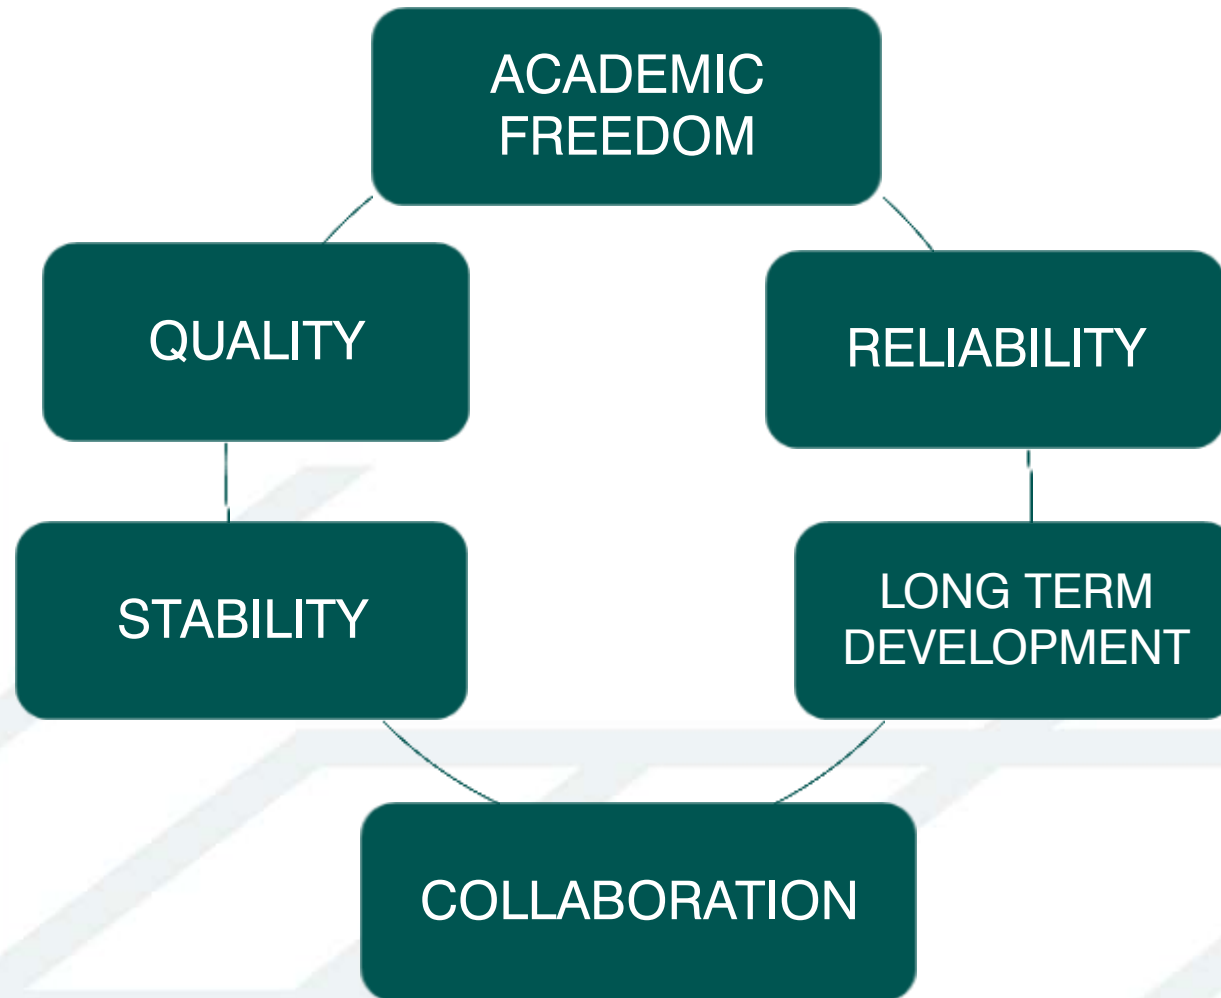 ACADEMIC
FREEDOM
QUALITY
RELIABILITY
STABILITY
LONG TERM
DEVELOPMENT
COLLABORATION